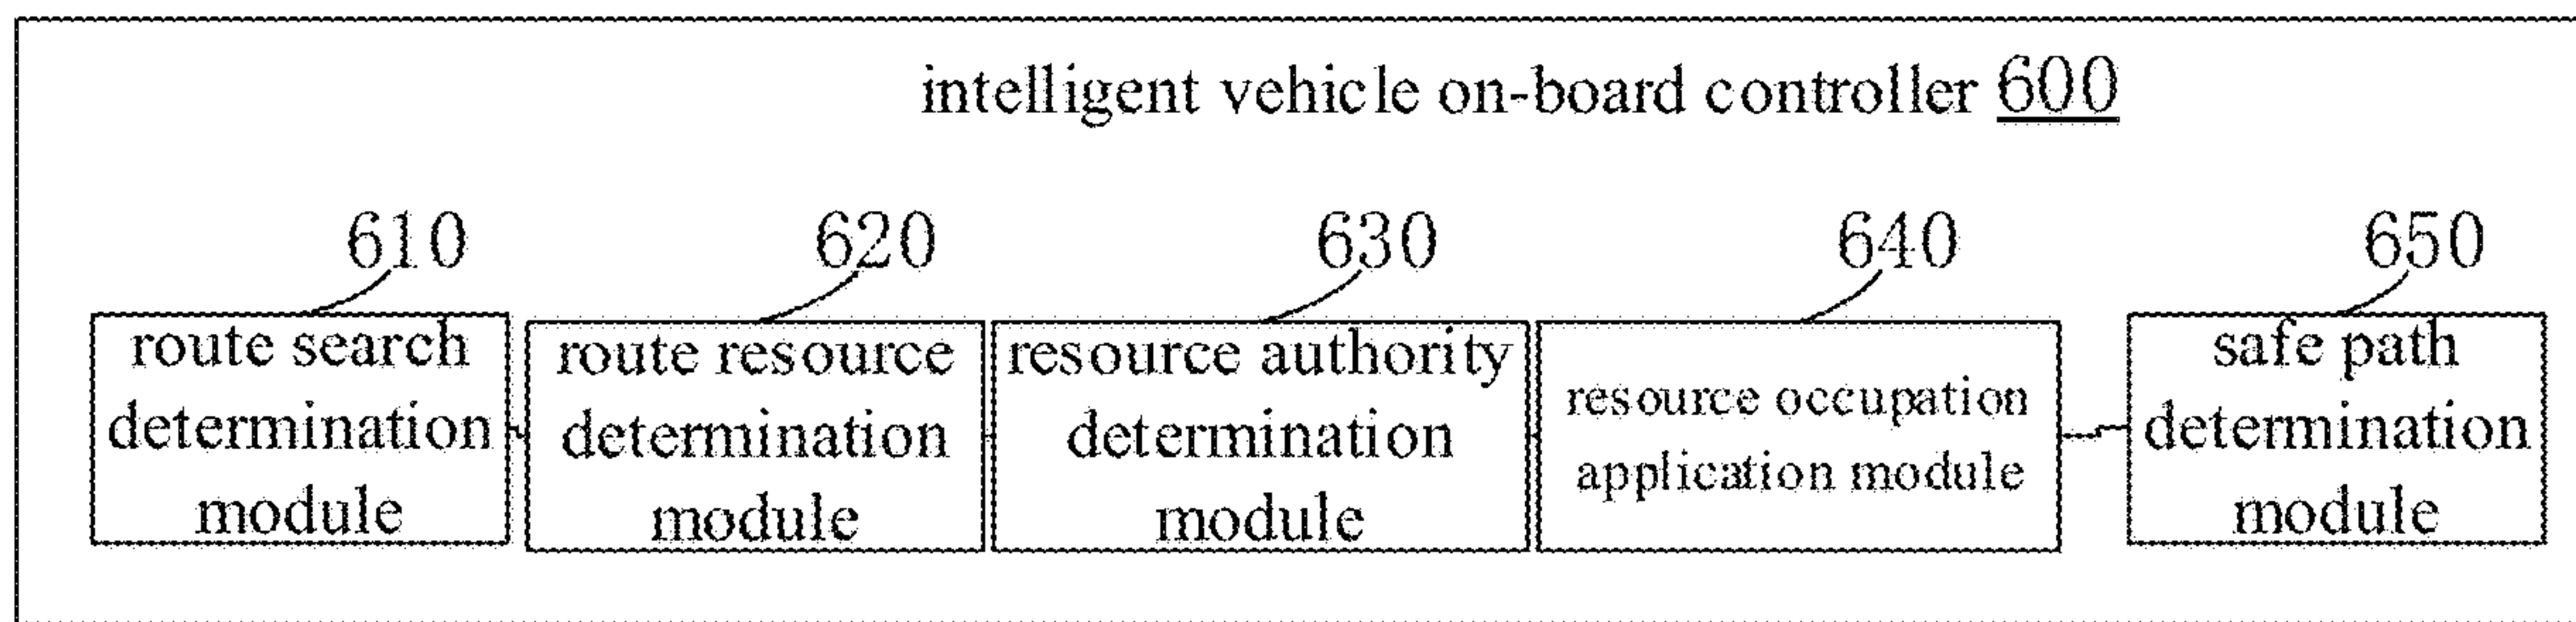 intelligent vehicle on-board controller 600
610
620
630
640
650
route search
determination
module
route resource
determination
module
resource authority
determination
module
resource occupation
application module
safe path
determination
module